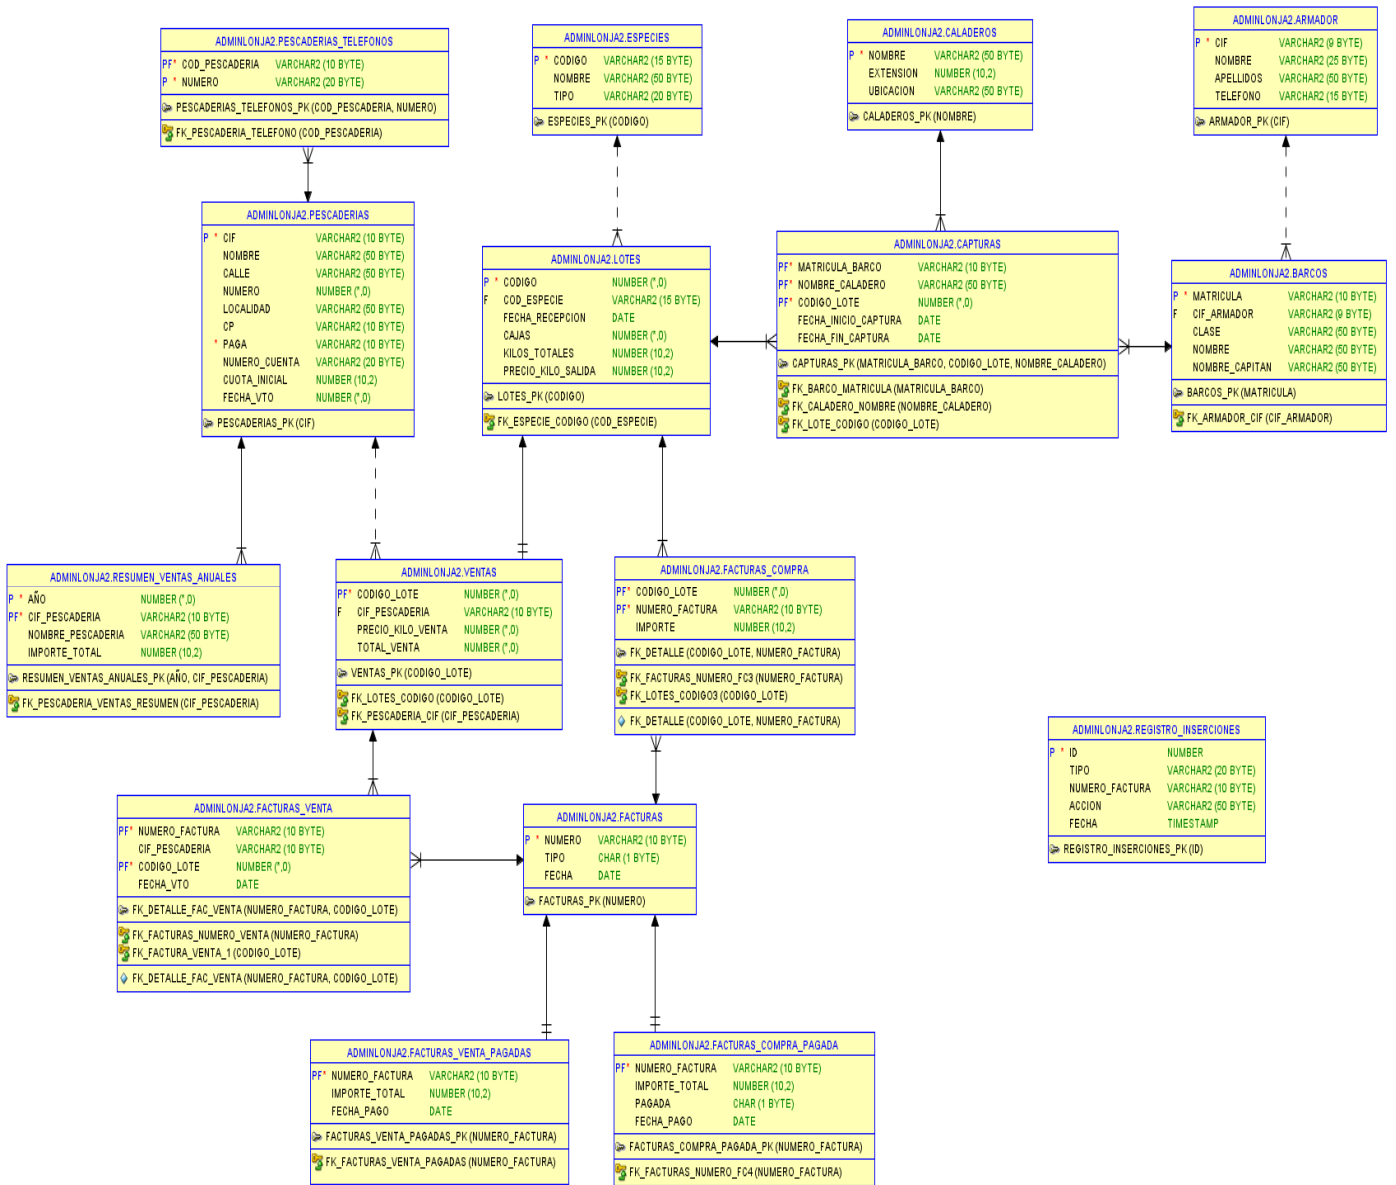 ADMINLONJA2.PESCADERIAS_TELEFONOS
PF* COD_PESCADERIA VARCHAR2 (10 BYTE)
P * NUMERO VARCHAR2 (20 BYTE)
PESCADERIAS_TELEFONOS_PK (COD_PESCADERIA, NUMERO)
FK_PESCADERIA_TELEFONO (COD_PESCADERIA)
ADMINLONJA2.ESPECIES
P * CODIGO VARCHAR2 (15 BYTE)
NOMBRE VARCHAR2 (50 BYTE)
TIPO VARCHAR2 (20 BYTE)
ESPECIES_PK (CODIGO)
ADMINLONJA2.CALADEROS
P * NOMBRE VARCHAR2 (50 BYTE)
EXTENSION NUMBER (10,2)
UBICACION VARCHAR2 (50 BYTE)
CALADEROS_PK (NOMBRE)
ADMINLONJA2.ARMADOR
P * CIF VARCHAR2 (9 BYTE)
NOMBRE VARCHAR2 (25 BYTE)
APELLIDOS VARCHAR2 (50 BYTE)
TELEFONO VARCHAR2 (15 BYTE)
ARMADOR_PK (CIF)
ADMINLONJA2.PESCADERIAS
P * CIF VARCHAR2 (10 BYTE)
NOMBRE VARCHAR2 (50 BYTE)
CALLE VARCHAR2 (50 BYTE)
NUMERO NUMBER (*,0)
LOCALIDAD VARCHAR2 (50 BYTE)
CP VARCHAR2 (10 BYTE)
* PAGA VARCHAR2 (10 BYTE)
NUMERO_CUENTA VARCHAR2 (20 BYTE)
CUOTA_INICIAL NUMBER (10,2)
FECHA_VTO NUMBER (*,0)
PESCADERIAS_PK (CIF)
ADMINLONJA2.LOTES
P * CODIGO NUMBER (*,0)
F COD_ESPECIE VARCHAR2 (15 BYTE)
FECHA_RECEPCION DATE
CAJAS NUMBER (*,0)
KILOS_TOTALES NUMBER (10,2)
PRECIO_KILO_SALIDA NUMBER (10,2)
LOTES_PK (CODIGO)
FK_ESPECIE_CODIGO (COD_ESPECIE)
ADMINLONJA2.CAPTURAS
PF* MATRICULA_BARCO VARCHAR2 (10 BYTE)
PF* NOMBRE_CALADERO VARCHAR2 (50 BYTE)
PF* CODIGO_LOTE NUMBER (*,0)
FECHA_INICIO_CAPTURA DATE
FECHA_FIN_CAPTURA DATE
CAPTURAS_PK (MATRICULA_BARCO, CODIGO_LOTE, NOMBRE_CALADERO)
FK_BARCO_MATRICULA (MATRICULA_BARCO)
FK_CALADERO_NOMBRE (NOMBRE_CALADERO)
FK_LOTE_CODIGO (CODIGO_LOTE)
ADMINLONJA2.BARCOS
P * MATRICULA VARCHAR2 (10 BYTE)
F CIF_ARMADOR VARCHAR2 (9 BYTE)
CLASE VARCHAR2 (50 BYTE)
NOMBRE VARCHAR2 (50 BYTE)
NOMBRE_CAPITAN VARCHAR2 (50 BYTE)
BARCOS_PK (MATRICULA)
FK_ARMADOR_CIF (CIF_ARMADOR)
ADMINLONJA2.RESUMEN_VENTAS_ANUALES
P * AÑO NUMBER (*,0)
PF* CIF_PESCADERIA VARCHAR2 (10 BYTE)
NOMBRE_PESCADERIA VARCHAR2 (50 BYTE)
IMPORTE_TOTAL NUMBER (10,2)
RESUMEN_VENTAS_ANUALES_PK (AÑO, CIF_PESCADERIA)
FK_PESCADERIA_VENTAS_RESUMEN (CIF_PESCADERIA)
ADMINLONJA2.VENTAS
PF* CODIGO_LOTE NUMBER (*,0)
F CIF_PESCADERIA VARCHAR2 (10 BYTE)
PRECIO_KILO_VENTA NUMBER (*,0)
TOTAL_VENTA NUMBER (*,0)
VENTAS_PK (CODIGO_LOTE)
FK_LOTES_CODIGO (CODIGO_LOTE)
FK_PESCADERIA_CIF (CIF_PESCADERIA)
ADMINLONJA2.FACTURAS_COMPRA
PF* CODIGO_LOTE NUMBER (*,0)
PF* NUMERO_FACTURA VARCHAR2 (10 BYTE)
IMPORTE NUMBER (10,2)
FK_DETALLE (CODIGO_LOTE, NUMERO_FACTURA)
FK_FACTURAS_NUMERO_FC3 (NUMERO_FACTURA)
FK_LOTES_CODIGO3 (CODIGO_LOTE)
FK_DETALLE (CODIGO_LOTE, NUMERO_FACTURA)
ADMINLONJA2.REGISTRO_INSERCIONES
P * ID NUMBER
TIPO VARCHAR2 (20 BYTE)
NUMERO_FACTURA VARCHAR2 (10 BYTE)
ACCION VARCHAR2 (50 BYTE)
FECHA TIMESTAMP
REGISTRO_INSERCIONES_PK (ID)
ADMINLONJA2.FACTURAS_VENTA
PF* NUMERO_FACTURA VARCHAR2 (10 BYTE)
CIF_PESCADERIA VARCHAR2 (10 BYTE)
PF* CODIGO_LOTE NUMBER (*,0)
FECHA_VTO DATE
FK_DETALLE_FAC_VENTA (NUMERO_FACTURA, CODIGO_LOTE)
FK_FACTURAS_NUMERO_VENTA (NUMERO_FACTURA)
FK_FACTURA_VENTA_1 (CODIGO_LOTE)
FK_DETALLE_FAC_VENTA (NUMERO_FACTURA, CODIGO_LOTE)
ADMINLONJA2.FACTURAS
P * NUMERO VARCHAR2 (10 BYTE)
TIPO CHAR (1 BYTE)
FECHA DATE
FACTURAS_PK (NUMERO)
ADMINLONJA2.FACTURAS_VENTA_PAGADAS
PF* NUMERO_FACTURA VARCHAR2 (10 BYTE)
IMPORTE_TOTAL NUMBER (10,2)
FECHA_PAGO DATE
FACTURAS_VENTA_PAGADAS_PK (NUMERO_FACTURA)
FK_FACTURAS_VENTA_PAGADAS (NUMERO_FACTURA)
ADMINLONJA2.FACTURAS_COMPRA_PAGADA
PF* NUMERO_FACTURA VARCHAR2 (10 BYTE)
IMPORTE_TOTAL NUMBER (10,2)
PAGADA CHAR (1 BYTE)
FECHA_PAGO DATE
FACTURAS_COMPRA_PAGADA_PK (NUMERO_FACTURA)
FK_FACTURAS_NUMERO_FC4 (NUMERO_FACTURA)